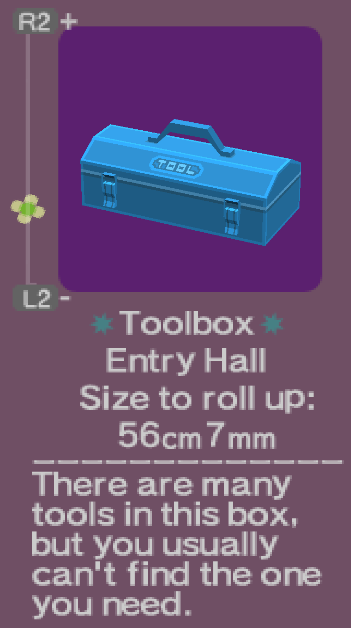 R2 +
TOOL
L2 -
Toolbox
Entry Hall
Size to roll up:
56cm7mm
There are many
tools in this box,
but you usually
can't find the one
you need.